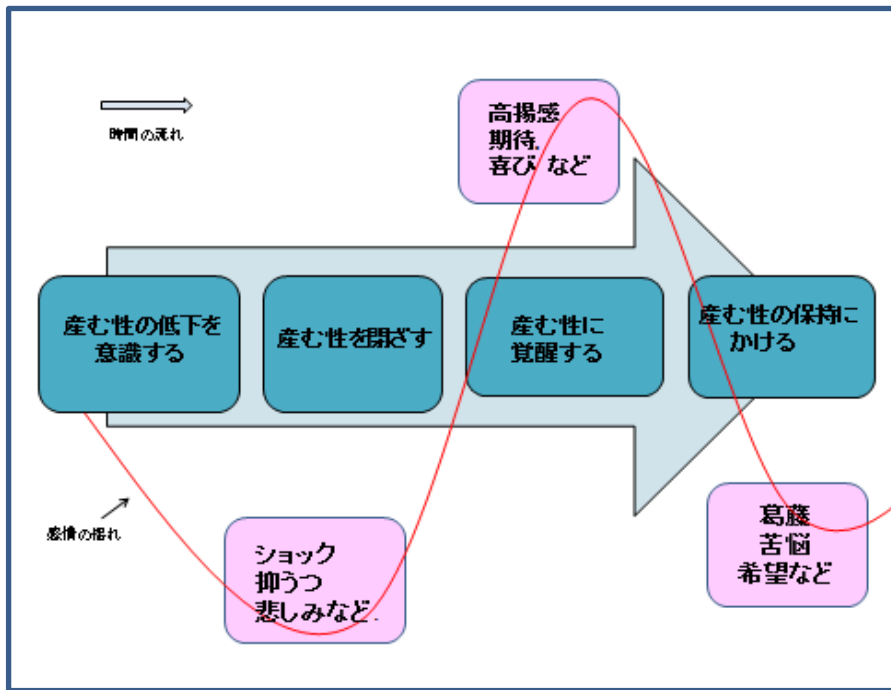 時間の流れ
高揚感
期待.
喜び など
産む性の低下を
意識する
産む性を閉ざす
産む性に
覚醒する
産む性の保持に
かける
感情の揺れ
ショック
抑うつ
悲しみなど.
葛藤
苦悩
希望など